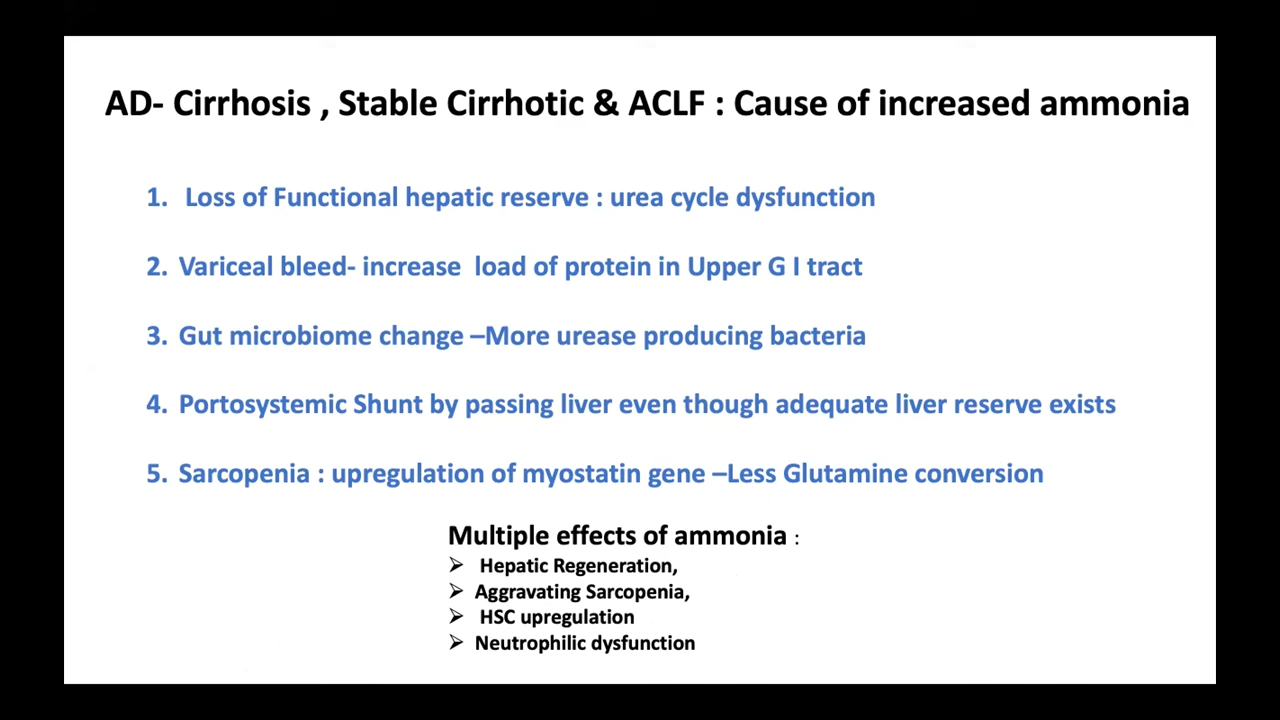 AD- Cirrhosis , Stable Cirrhotic & ACLF : Cause of increased ammonia
1. Loss of Functional hepatic reserve : urea cycle dysfunction
2. Variceal bleed- increase load of protein in Upper G I tract
3. Gut microbiome change –More urease producing bacteria
4. Portosystemic Shunt by passing liver even though adequate liver reserve exists
5. Sarcopenia : upregulation of myostatin gene –Less Glutamine conversion
Multiple effects of ammonia :
➢ Hepatic Regeneration,
➢ Aggravating Sarcopenia,
➢ HSC upregulation
➢ Neutrophilic dysfunction